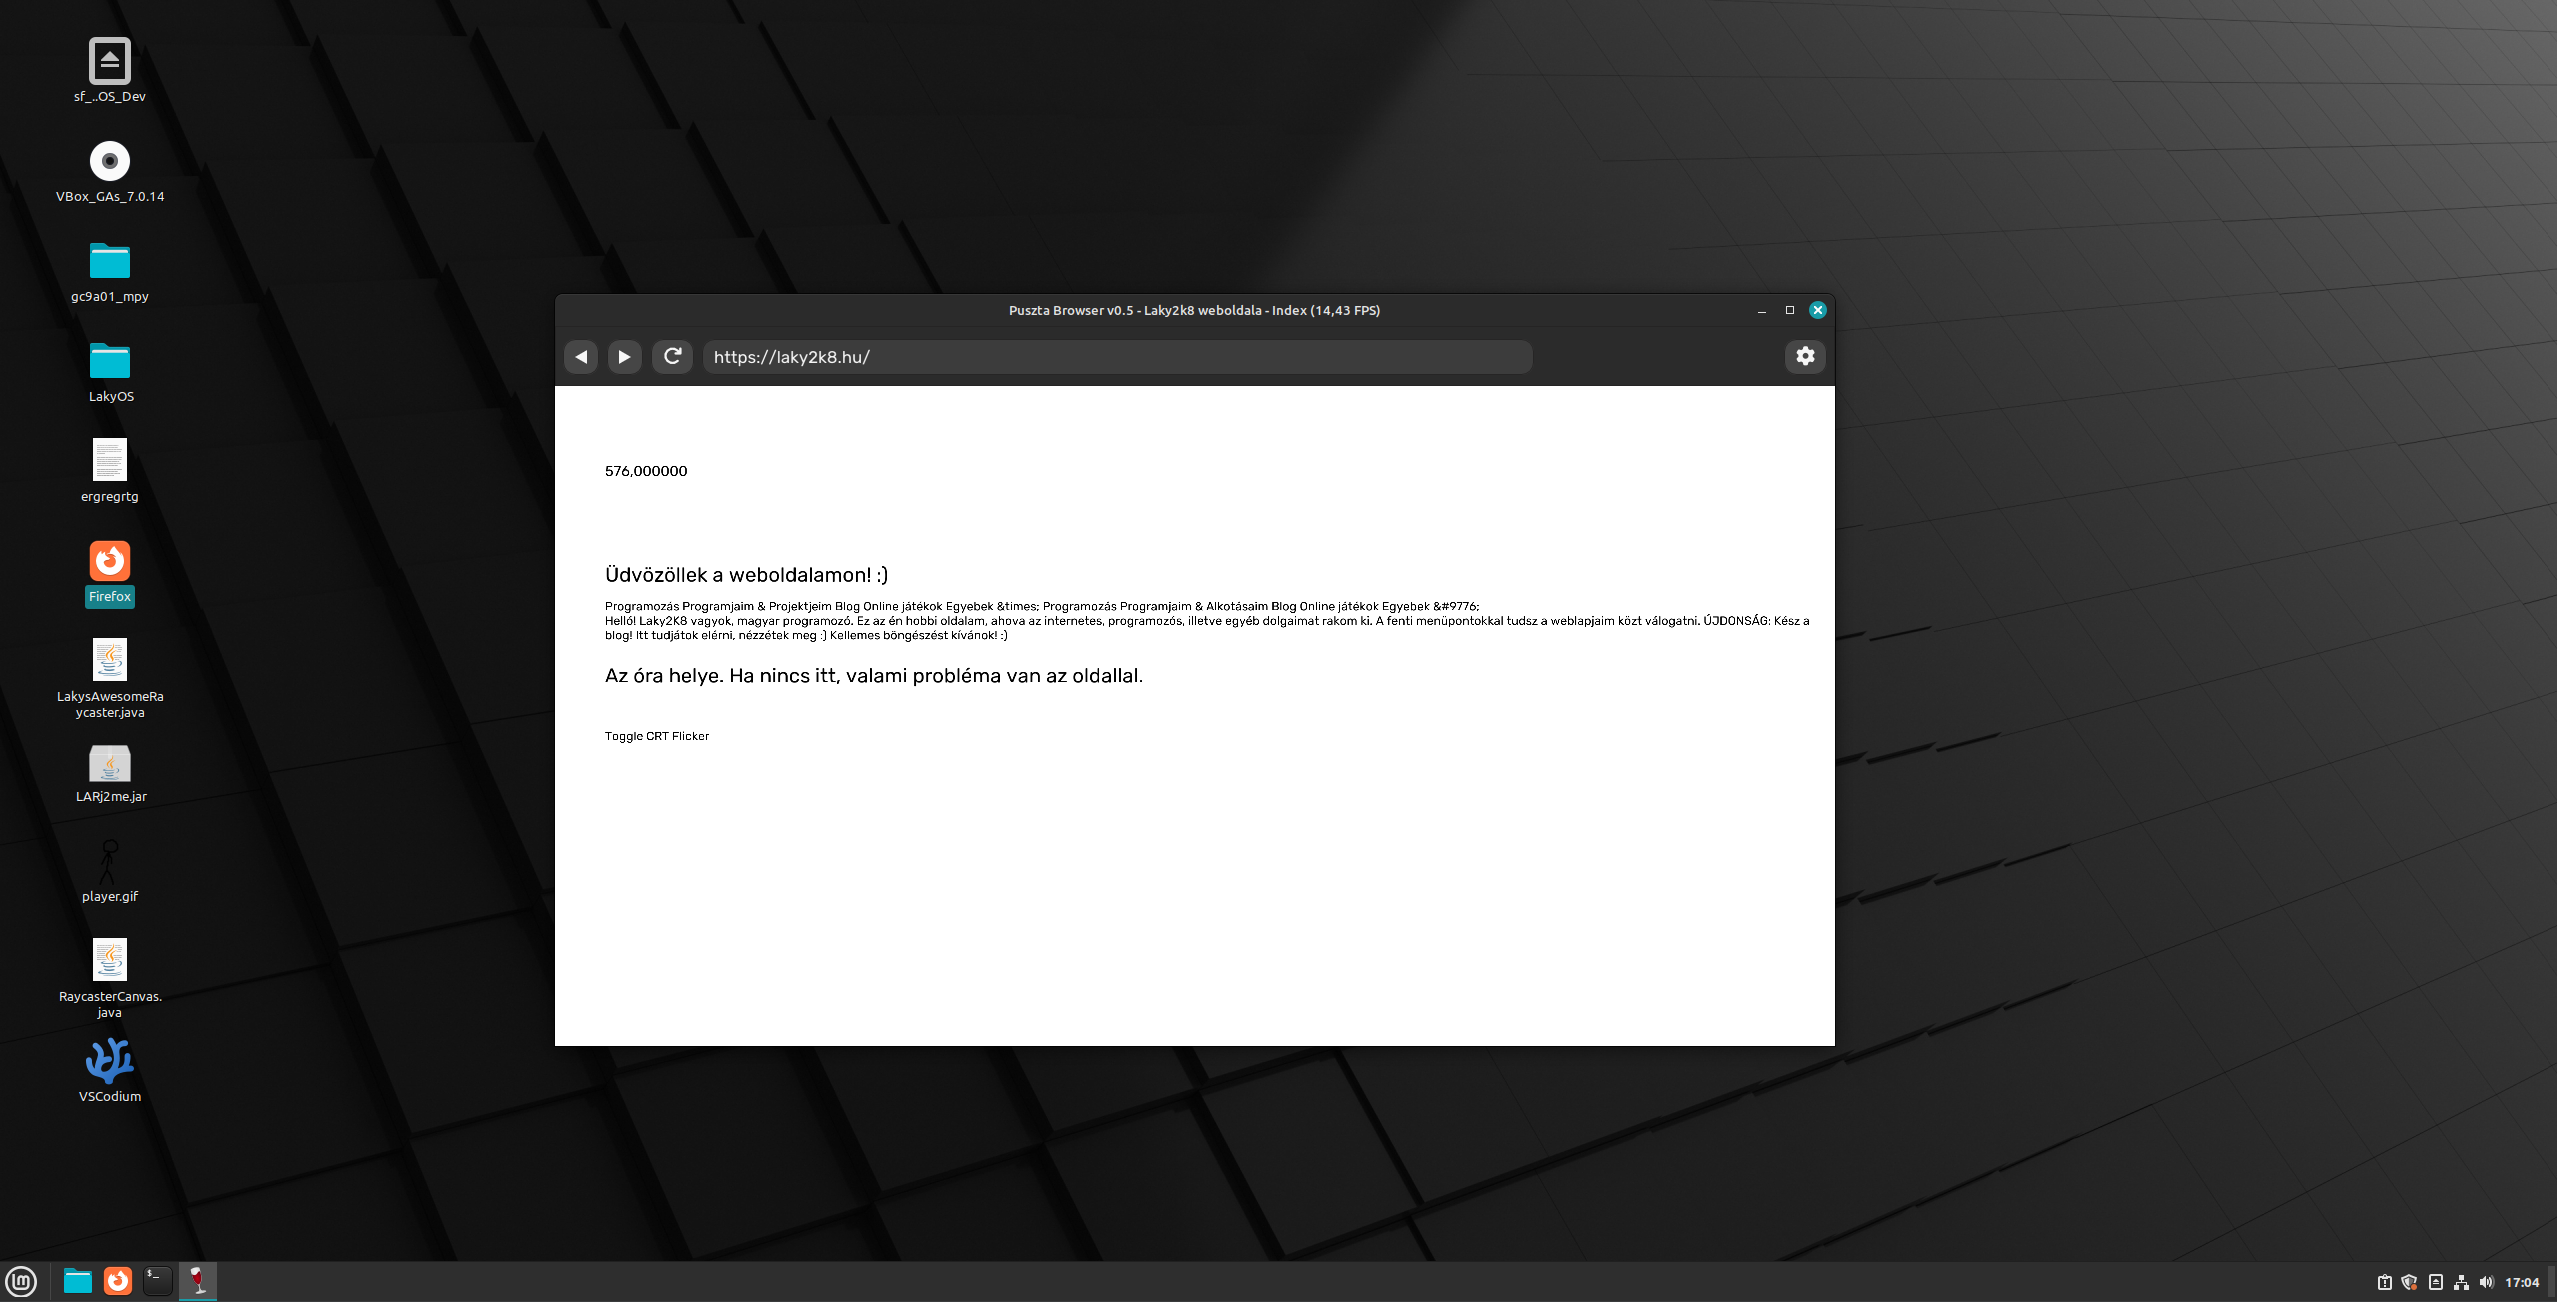 sf_..OS_Dev
VBox_GAs_7.0.14
gc9a01_mpy
LakyOS
ergregrtg
Firefox
LakysAwesomeRa
ycaster.java
LARj2me.jar
player.gif
RaycasterCanvas.
java
VSCodium
Puszta Browser v0.5 - Laky2k8 weboldala - Index (14,43 FPS)
https://laky2k8.hu/
576,000000
Üdvözöllek a weboldalamon! :)
Programozás Programjaim & Projektjeim Blog Online játékok Egyebek &times; Programozás Programjaim & Alkotásaim Blog Online játékok Egyebek &#9776;
Helló! Laky2K8 vagyok, magyar programozó. Ez az én hobbi oldalam, ahova az internetes, programozós, illetve egyéb dolgaimat rakom ki. A fenti menüpontokkal tudsz a weblapjaim közt válogatni. ÚJDONSÁG: Kész a
blog! Itt tudjátok elérni, nézzétek meg :) Kellemes böngészést kívánok! :)
Az óra helye. Ha nincs itt, valami probléma van az oldallal.
Toggle CRT Flicker
$_
17:04